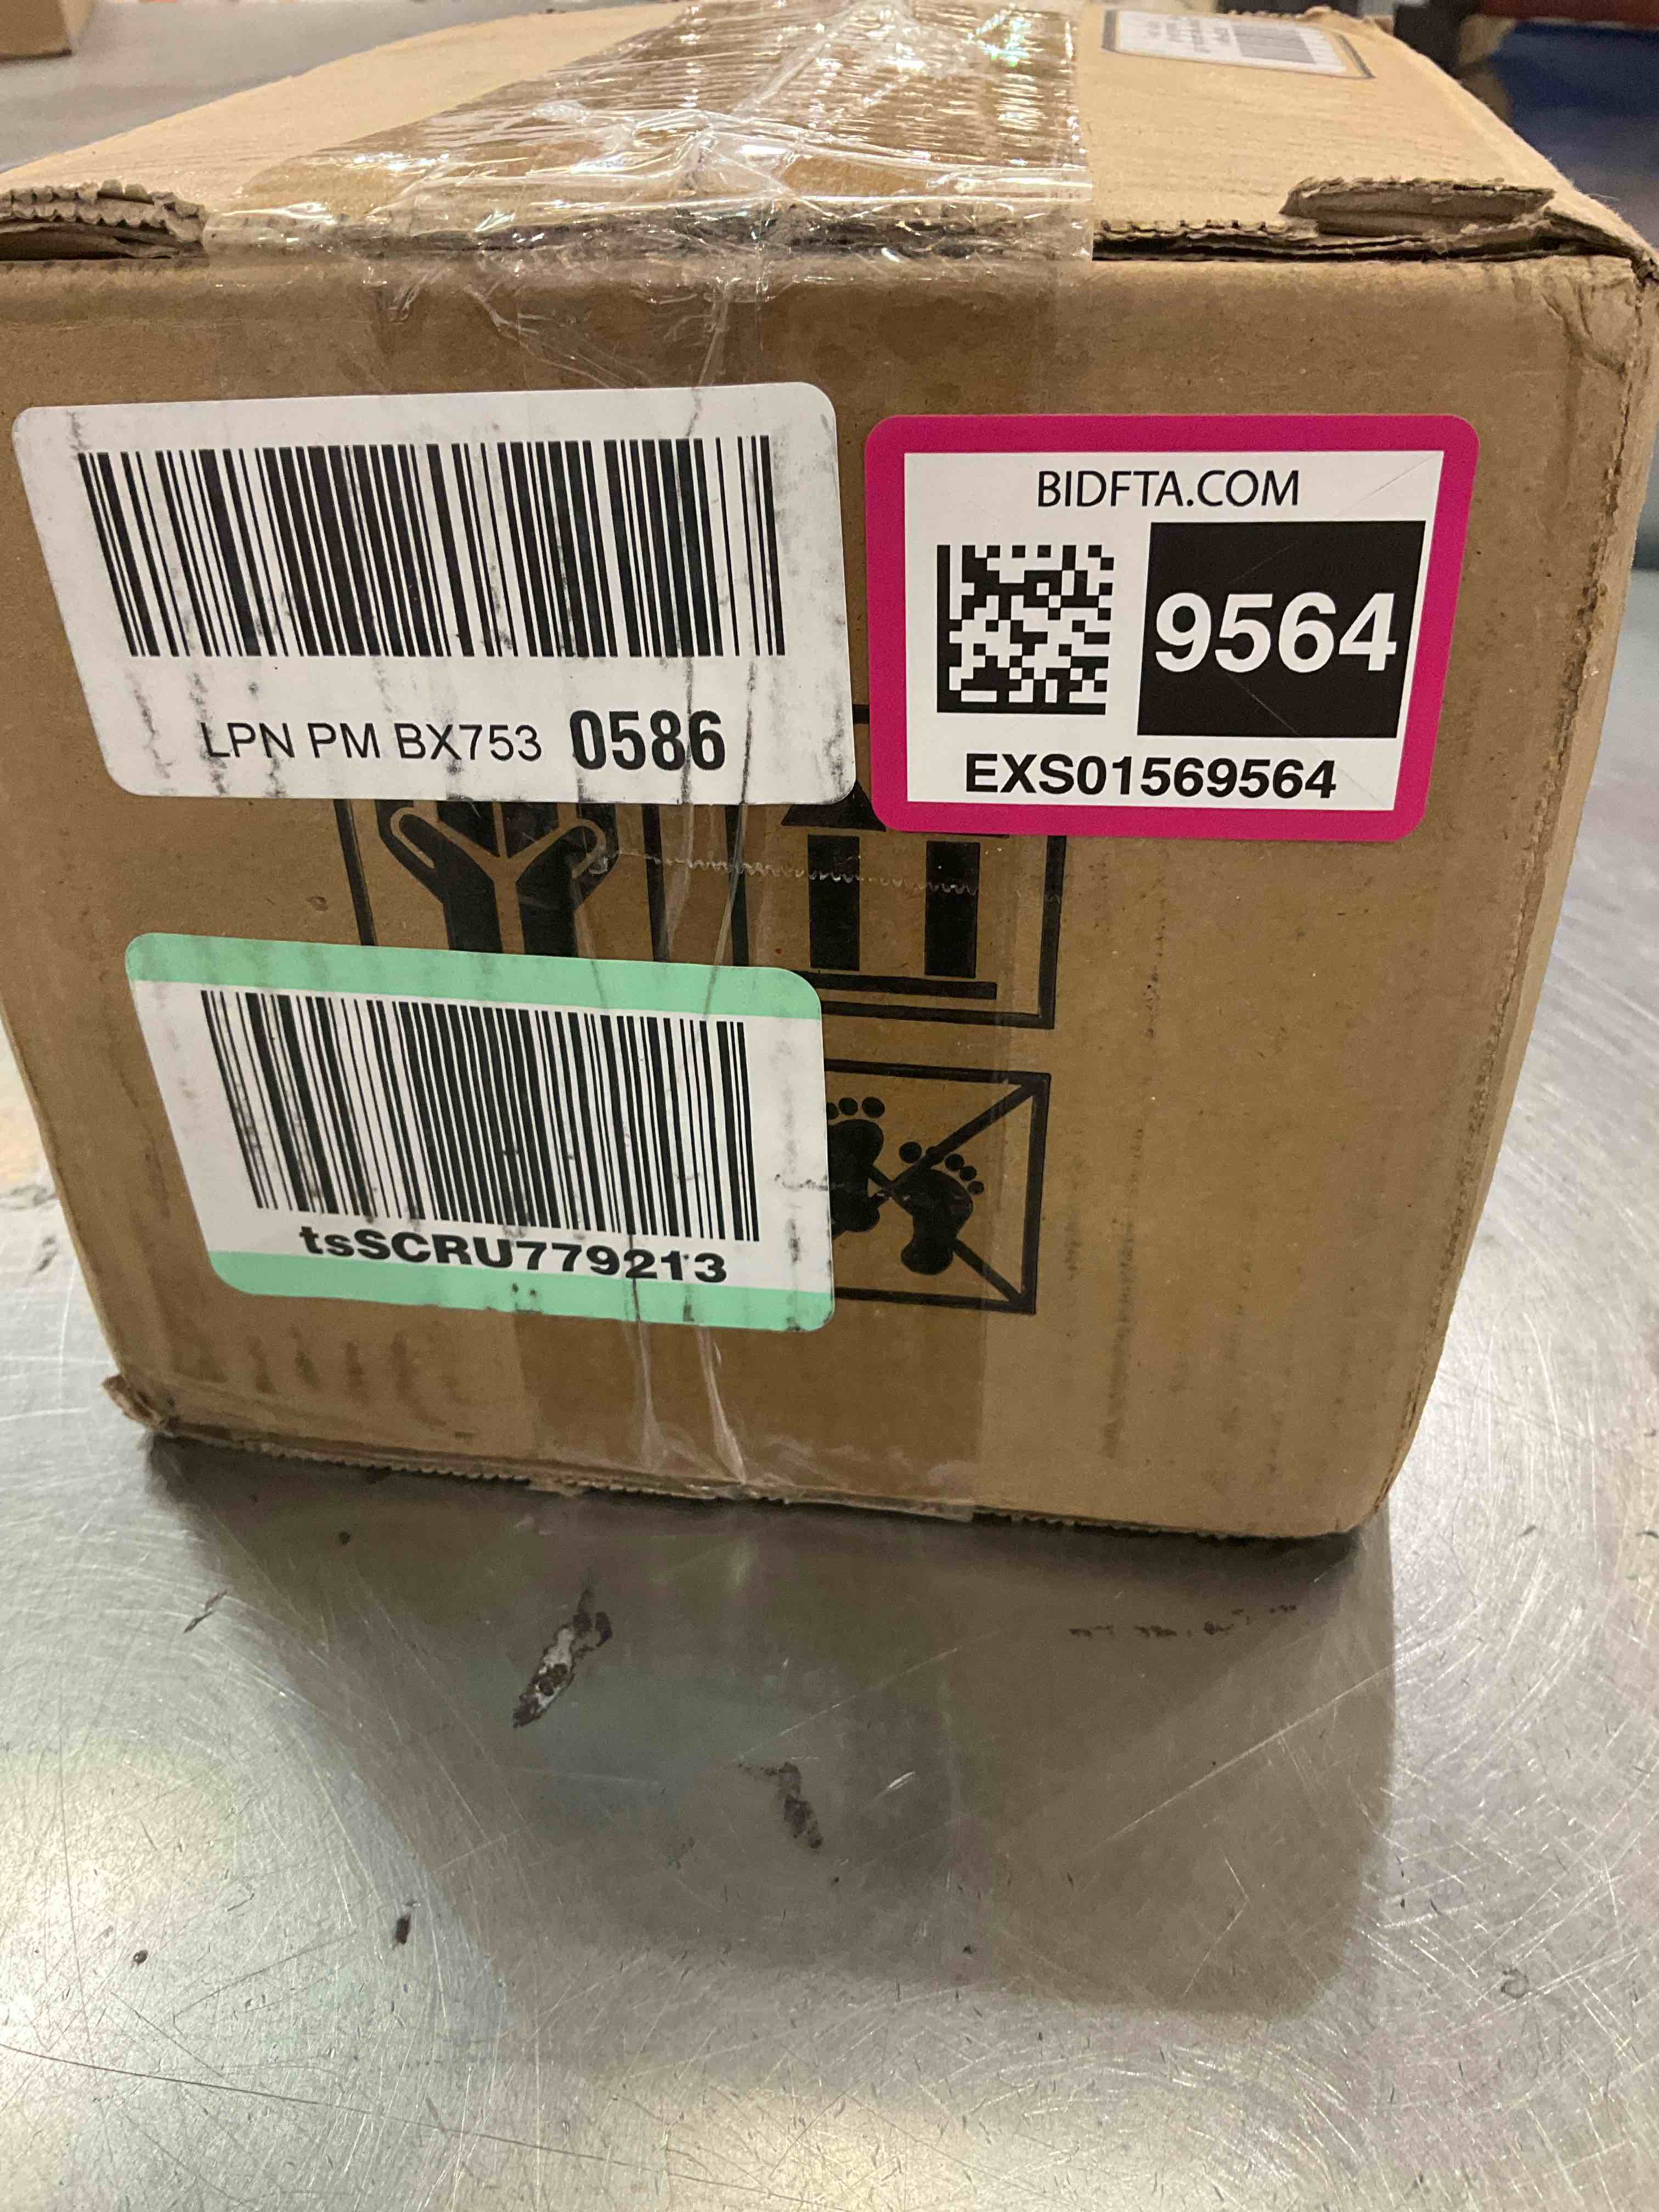 LPN PM BX753 0586
BIDFTA.COM
9564
EXS01569564
tsSCRU779213